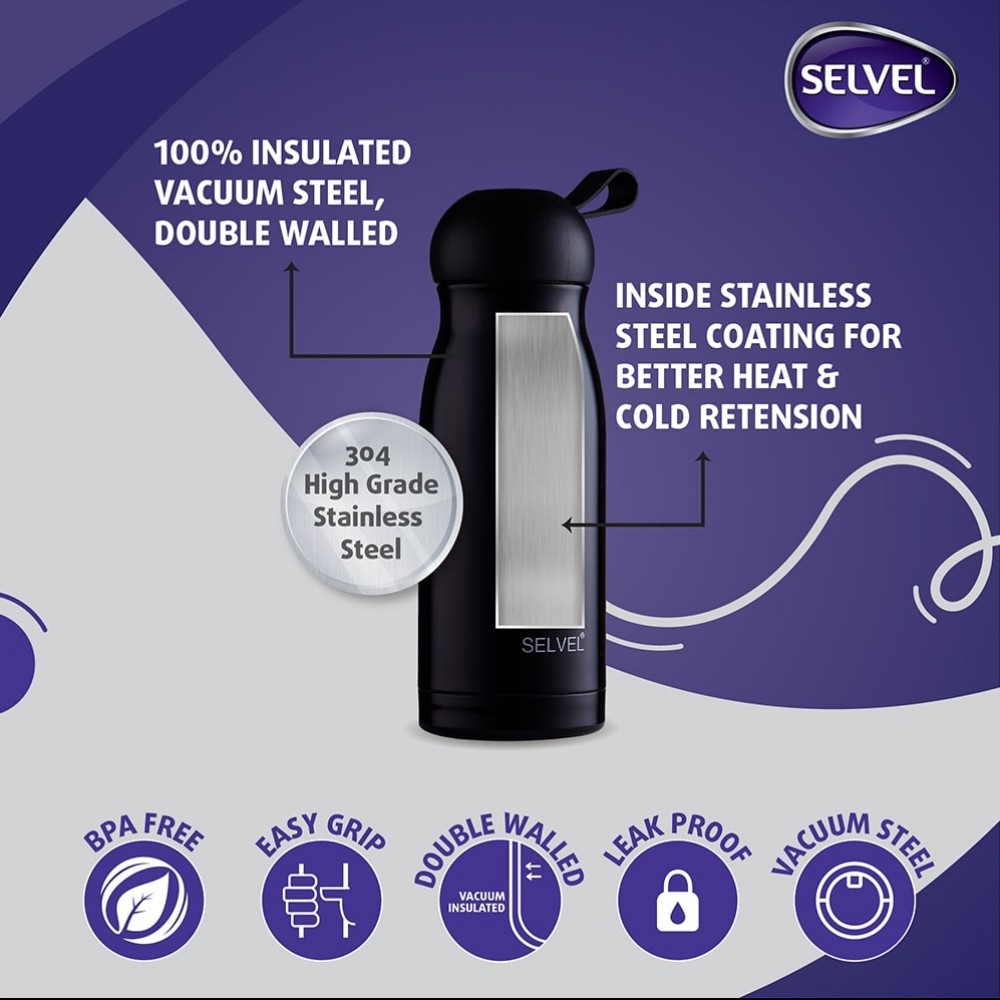 SELVEL®
100% INSULATED
VACUUM STEEL,
DOUBLE WALLED
INSIDE STAINLESS
STEEL COATING FOR
BETTER HEAT &
COLD RETENSION
304
High Grade
Stainless
Steel
SELVEL®
BPA FREE
EASY GRIP
DOUBLE WALLED
VACUUM
INSULATED
LEAK PROOF
VACUUM STEEL